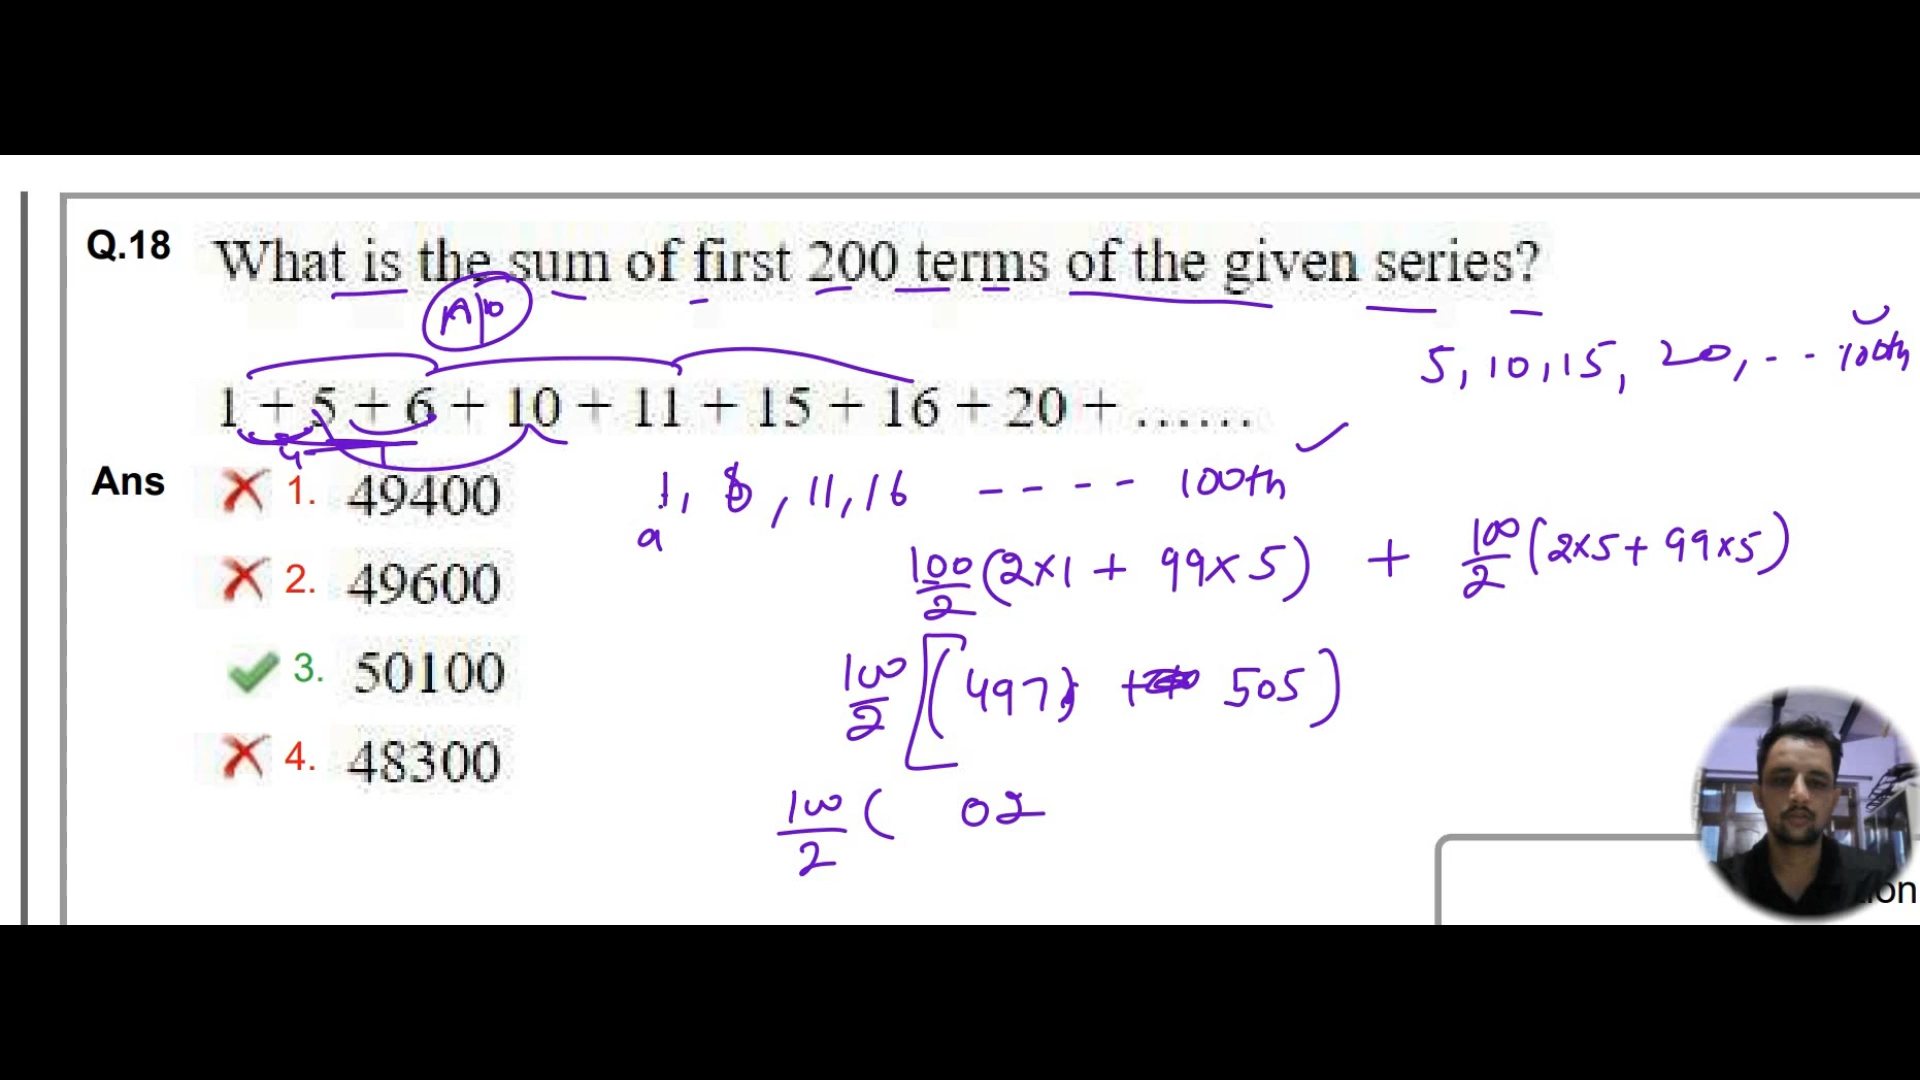 Q.18 What is the sum of first 200 terms of the given series?
A/10
5, 10, 15, 20, - - - 100th
1 + 5 + 6 + 10 + 11 + 15 + 16 + 20 + ......
Ans
1. 49400
1, 6, 11, 16 - - - - 100th
a
2. 49600
100/2 (2×1 + 99×5) + 100/2 (2×5 + 99×5)
3. 50100
100/2 [(497) + 505)
4. 48300
100/2 ( 02